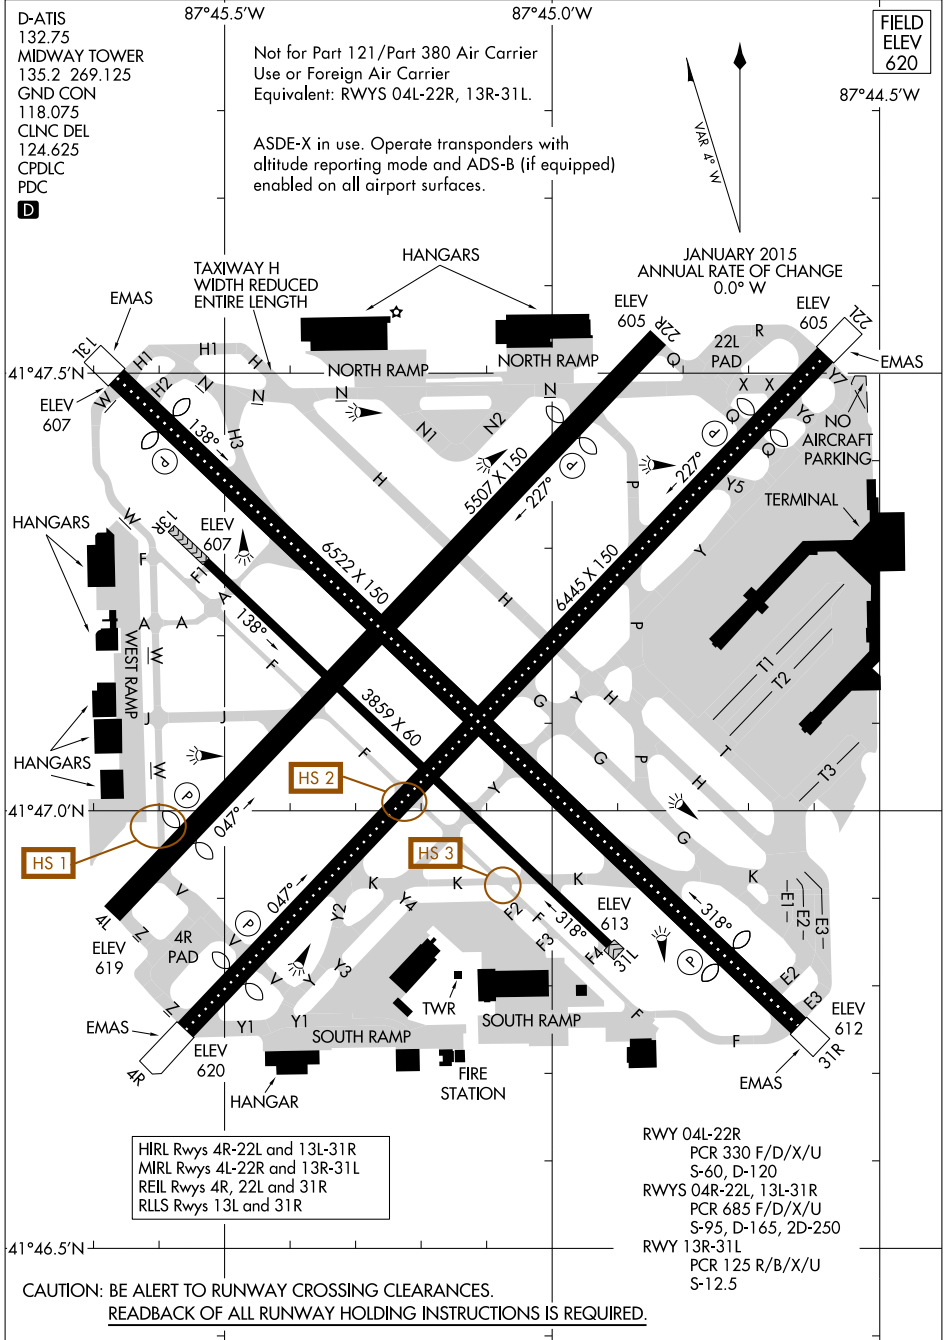 87°45.5'W
87°45.0'W
D-ATIS
132.75
MIDWAY TOWER
135.2 269.125
GND CON
118.075
CLNC DEL
124.625
CPDLC
PDC
D
Not for Part 121/Part 380 Air Carrier
Use or Foreign Air Carrier
Equivalent: RWYS 04L-22R, 13R-31L.
ASDE-X in use. Operate transponders with
altitude reporting mode and ADS-B (if equipped)
enabled on all airport surfaces.
FIELD
ELEV
620
87°44.5'W
VAR 4° W
JANUARY 2015
ANNUAL RATE OF CHANGE
0.0° W
HANGARS
TAXIWAY H
WIDTH REDUCED
ENTIRE LENGTH
EMAS
ELEV
605
22R
ELEV
605
22L
R
22L
PAD
EMAS
13L
H1
H1
H
H2
N
N
NORTH RAMP
N
NORTH RAMP
N
Q
X
X
Y7
41°47.5'N
W
ELEV
607
138°
H3
N1
N2
H
5507 X 150
227°
P
P
P
P
227°
Q
Q
Y6
Y5
NO
AIRCRAFT
PARKING
TERMINAL
HANGARS
W
13R
ELEV
607
F
F1
6522 X 150
6445 X 150
Y
H
A
A
A
W
WEST RAMP
138°
F
P
T1
T2
T3
T
G
Y
H
J
J
3859 X 60
HANGARS
W
F
G
P
H
HS 2
Y
P
41°47.0'N
047°
HS 1
HS 3
G
K
K
K
K
V
4L
Z
ELEV
619
4R
PAD
V
P
047°
Y2
Y4
F2
F
F3
318°
ELEV
613
F4
31L
318°
P
E1
E2
E3
V
Y
Y3
E2
E3
Z
TWR
EMAS
Y1
Y1
SOUTH RAMP
SOUTH RAMP
F
F
ELEV
612
31R
4R
ELEV
620
HANGAR
FIRE
STATION
EMAS
HIRL Rwys 4R-22L and 13L-31R
MIRL Rwys 4L-22R and 13R-31L
REIL Rwys 4R, 22L and 31R
RLLS Rwys 13L and 31R
RWY 04L-22R
PCR 330 F/D/X/U
S-60, D-120
RWYS 04R-22L, 13L-31R
PCR 685 F/D/X/U
S-95, D-165, 2D-250
RWY 13R-31L
PCR 125 R/B/X/U
S-12.5
41°46.5'N
CAUTION: BE ALERT TO RUNWAY CROSSING CLEARANCES.
READBACK OF ALL RUNWAY HOLDING INSTRUCTIONS IS REQUIRED.